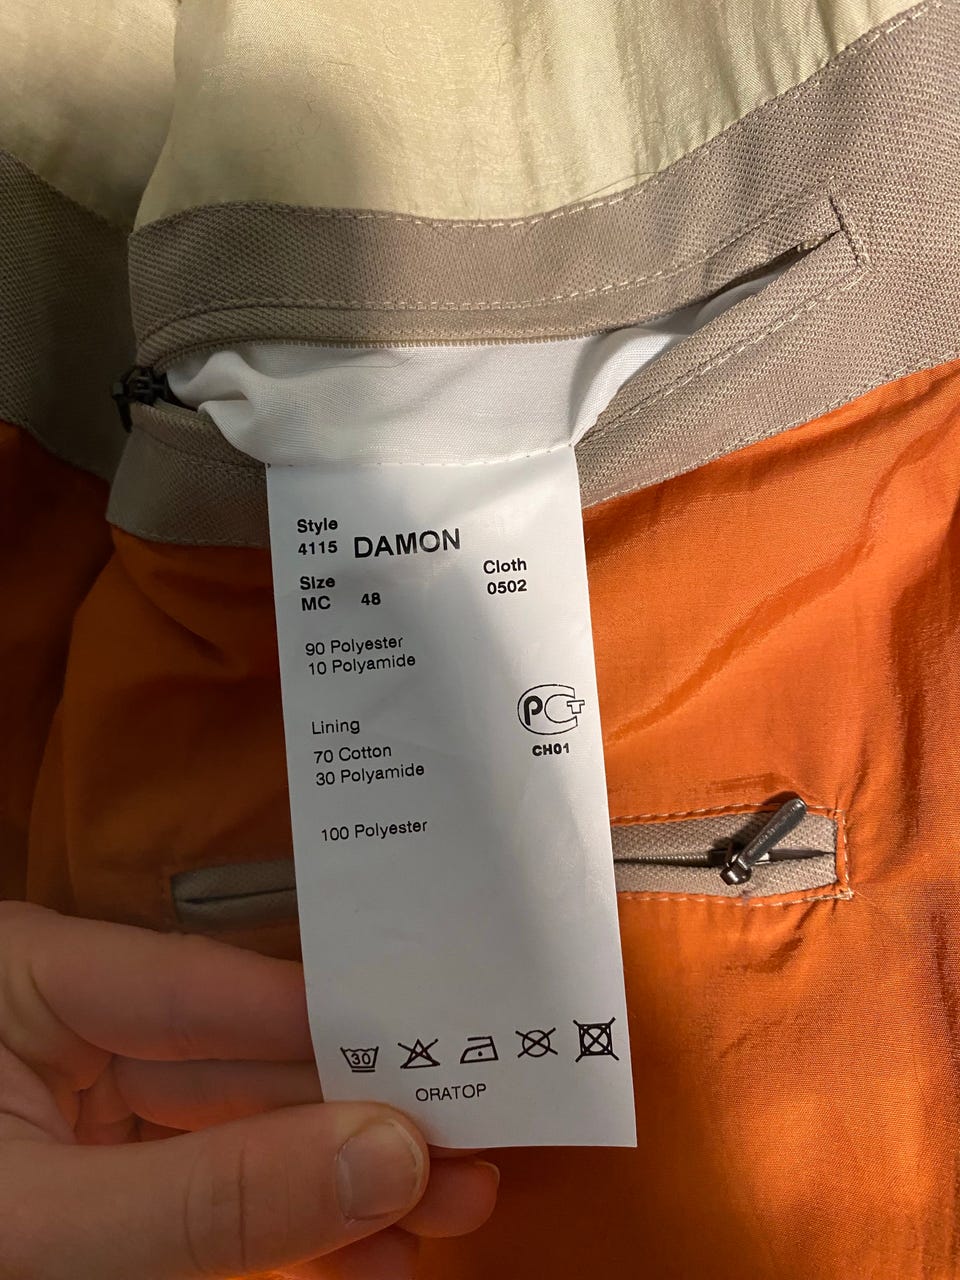 Style
4115 DAMON
Size Cloth
MC 48 0502
90 Polyester
10 Polyamide
Lining
70 Cotton
30 Polyamide
PCT
CH01
100 Polyester
30
ORATOP